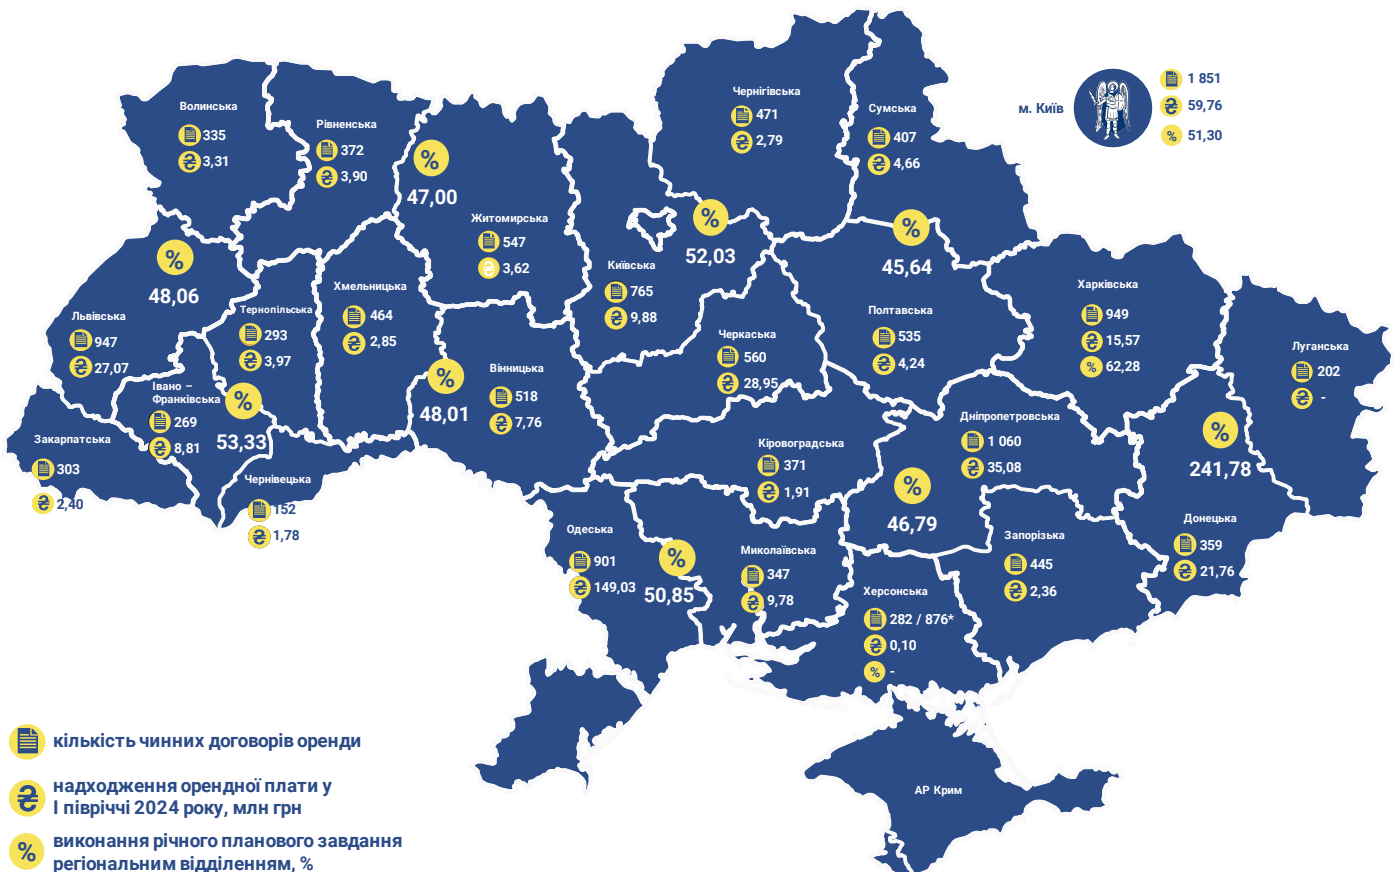 Волинська
335
3,31
Рівненська
372
3,90
%
47,00
Житомирська
547
3,62
Чернігівська
471
2,79
Сумська
407
4,66
м. Київ
1 851
59,76
% 51,30
%
48,06
Львівська
947
27,07
Тернопільська
293
3,97
Хмельницька
464
2,85
Київська
765
9,88
%
52,03
%
45,64
Полтавська
535
4,24
Харківська
949
15,57
% 62,28
Луганська
202
-
Черкаська
560
28,95
%
48,01
Вінницька
518
7,76
Івано –
Франківська
269
8,81
%
53,33
Закарпатська
303
2,40
Чернівецька
152
1,78
Кіровоградська
371
1,91
Дніпропетровська
1 060
35,08
%
46,79
%
241,78
Донецька
359
21,76
Запорізька
445
2,36
Одеська
901
149,03
%
50,85
Миколаївська
347
9,78
Херсонська
282 / 876*
0,10
% -
АР Крим
кількість чинних договорів оренди
₴ надходження орендної плати у
І півріччі 2024 року, млн грн
% виконання річного планового завдання
регіональним відділенням, %